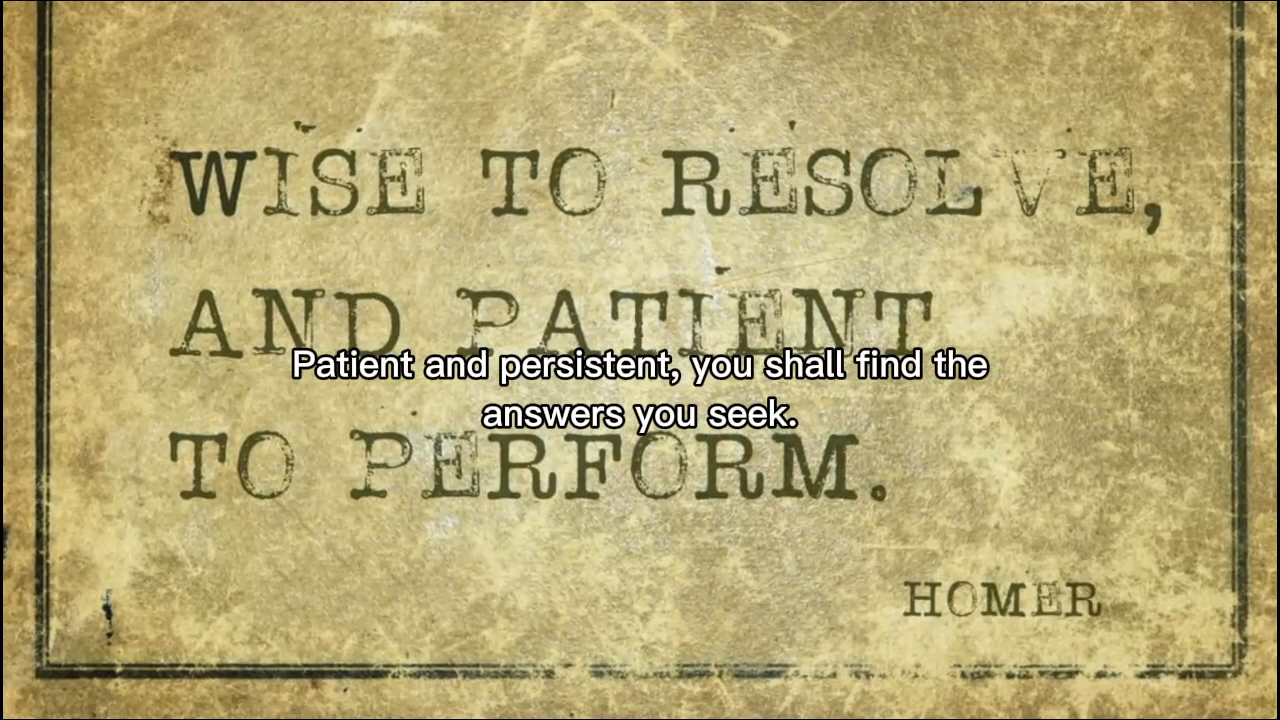 WISE TO RESOLVE,
AND PATIENT
Patient and persistent, you shall find the
answers you seek.
TO PERFORM.
HOMER